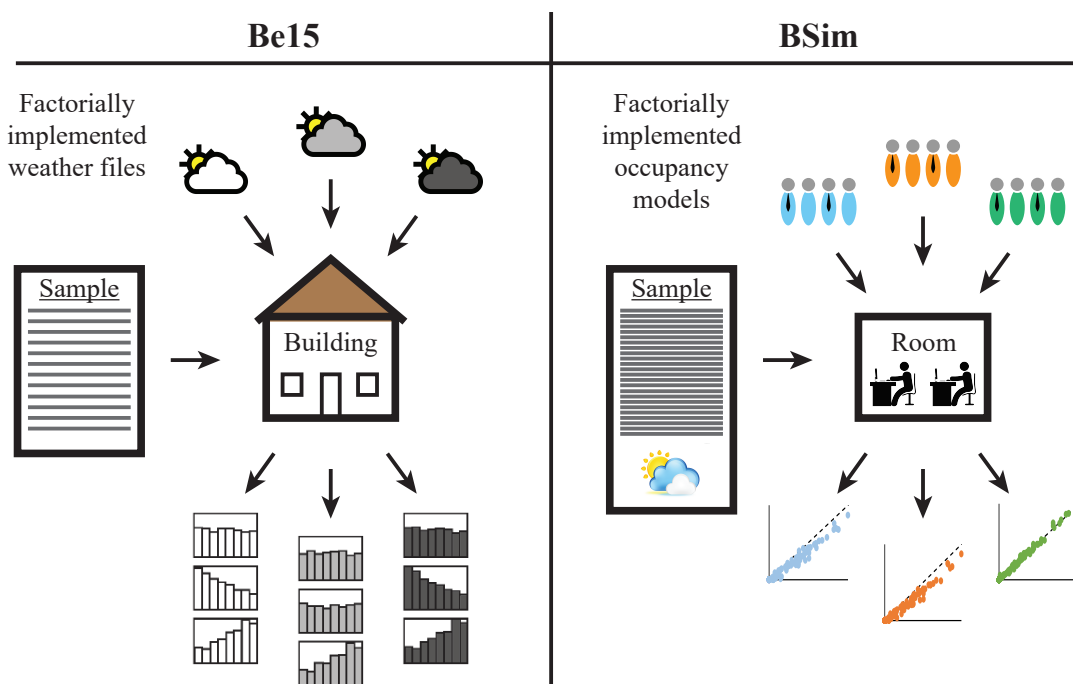 Be15
Factorially
implemented
weather files
Sample
Building
BSim
Factorially
implemented
occupancy
models
Sample
Room